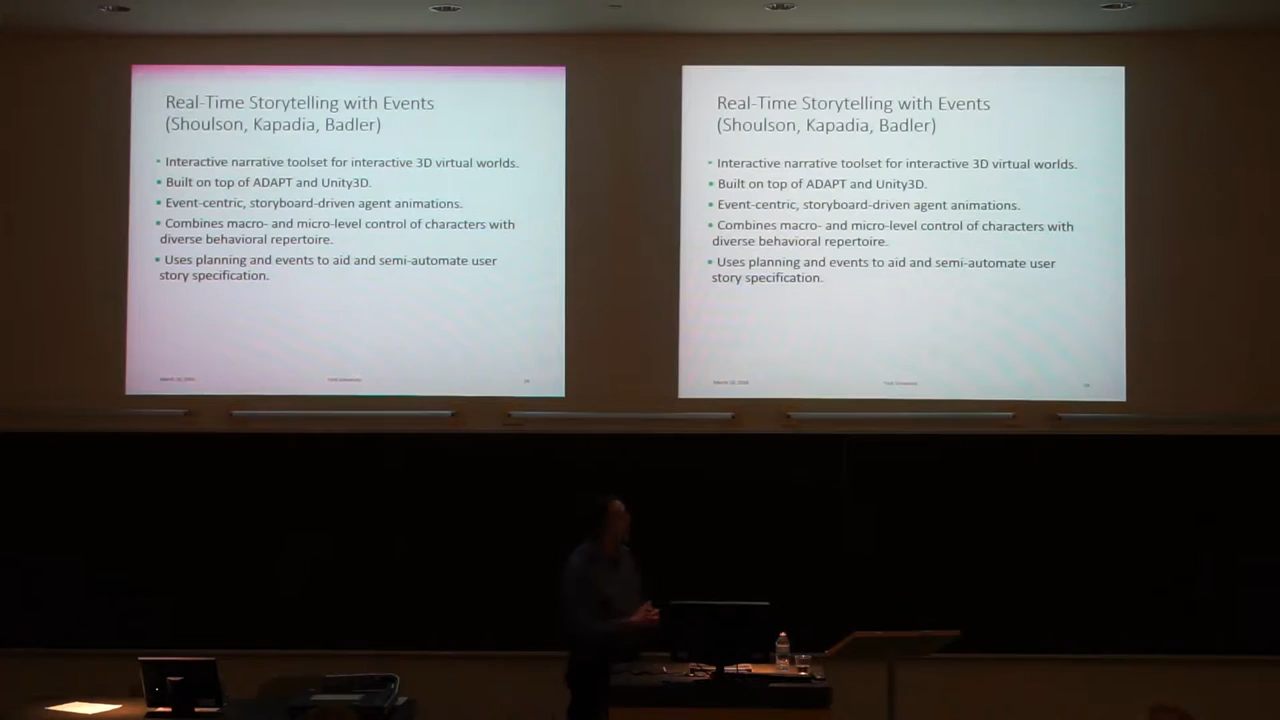 Real-Time Storytelling with Events
(Shoulson, Kapadia, Badler)
• Interactive narrative toolset for interactive 3D virtual worlds.
• Built on top of ADAPT and Unity3D.
• Event-centric, storyboard-driven agent animations.
• Combines macro- and micro-level control of characters with
diverse behavioral repertoire.
• Uses planning and events to aid and semi-automate user
story specification.
York University
Real-Time Storytelling with Events
(Shoulson, Kapadia, Badler)
• Interactive narrative toolset for interactive 3D virtual worlds.
• Built on top of ADAPT and Unity3D.
• Event-centric, storyboard-driven agent animations.
• Combines macro- and micro-level control of characters with
diverse behavioral repertoire.
• Uses planning and events to aid and semi-automate user
story specification.
York University